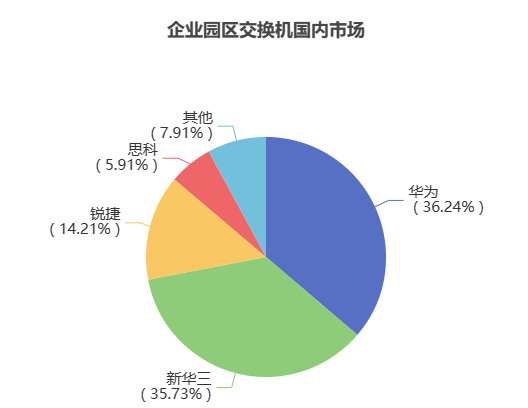 企业园区交换机国内市场
其他
( 7.91% )
思科
( 5.91% )
华为
( 36.24% )
锐捷
( 14.21% )
新华三
( 35.73% )